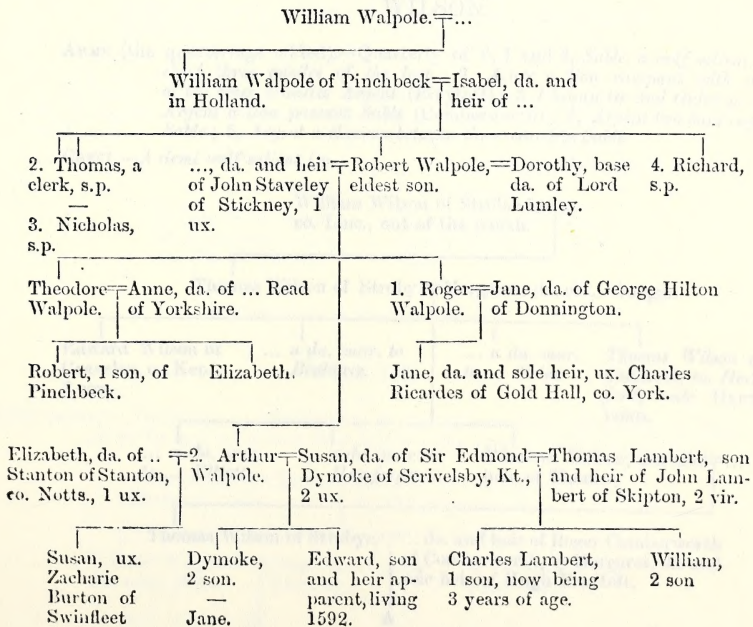 William Walpole.=...
William Walpole of Pinchbeck=Isabel, da. and
in Holland. heir of ...
2. Thomas, a
clerk, s.p.
—
3. Nicholas,
s.p.
..., da. and heir
of John Staveley
of Stickney, 1
ux.
=Robert Walpole,=
eldest son.
Dorothy, base
da. of Lord
Lumley.
4. Richard,
s.p.
Theodore=Anne, da. of ... Read
Walpole. of Yorkshire.
Roger=Jane, da. of George Hilton
Walpole. of Donnington.
Robert, 1 son, of
Pinchbeck.
Elizabeth.
Jane, da. and sole heir, ux. Charles
Ricardes of Gold Hall, co. York.
Elizabeth, da. of ..
Stanton of Stanton,
co. Notts., 1 ux.
=2. Arthur=
Walpole.
Susan, da. of Sir Edmond
Dymoke of Scrivelsby, Kt.,
2 ux.
=Thomas Lambert, son
and heir of John Lam-
bert of Skipton, 2 vir.
Susan, ux.
Zacharie
Burton of
Swinfleet
Dymoke,
2 son.
—
Jane.
Edward, son
and heir ap-
parent, living
1592.
Charles Lambert,
1 son, now being
3 years of age.
William,
2 son